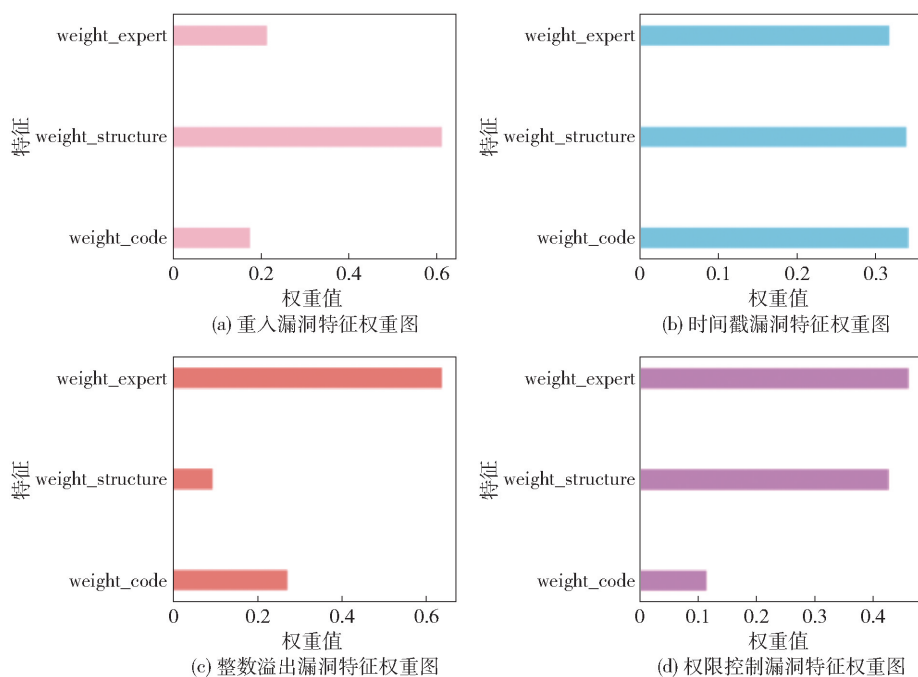 weight_expert
weight_structure
weight_code
特征
0 0.2 0.4 0.6
权重值
(a) 重入漏洞特征权重图
weight_expert
weight_structure
weight_code
特征
0 0.1 0.2 0.3
权重值
(b) 时间戳漏洞特征权重图
weight_expert
weight_structure
weight_code
特征
0 0.2 0.4 0.6
权重值
(c) 整数溢出漏洞特征权重图
weight_expert
weight_structure
weight_code
特征
0 0.1 0.2 0.3 0.4
权重值
(d) 权限控制漏洞特征权重图